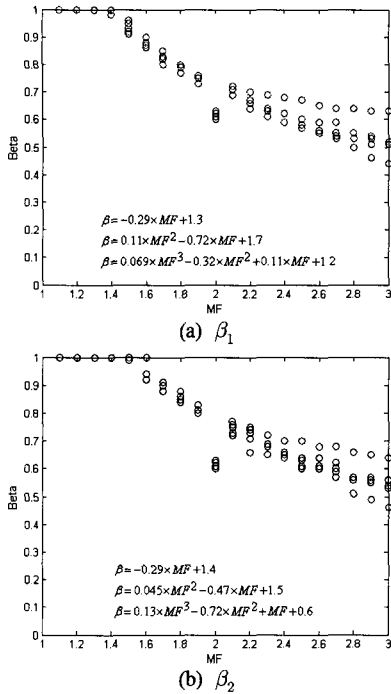 1
0.9
0.8
0.7
0.6
0.5
0.4
0.3
0.2
0.1
0
Beta
β=−0.29×MF+1.3
β=0.11×MF²−0.72×MF+1.7
β=0.069×MF³−0.32×MF²+0.11×MF+1.2
1 1.2 1.4 1.6 1.8 2 2.2 2.4 2.6 2.8 3
MF
(a) β₁
1
0.9
0.8
0.7
0.6
0.5
0.4
0.3
0.2
0.1
0
Beta
β=−0.29×MF+1.4
β=0.045×MF²−0.47×MF+1.5
β=0.13×MF³−0.72×MF²+MF+0.6
1 1.2 1.4 1.6 1.8 2 2.2 2.4 2.6 2.8 3
MF
(b) β₂